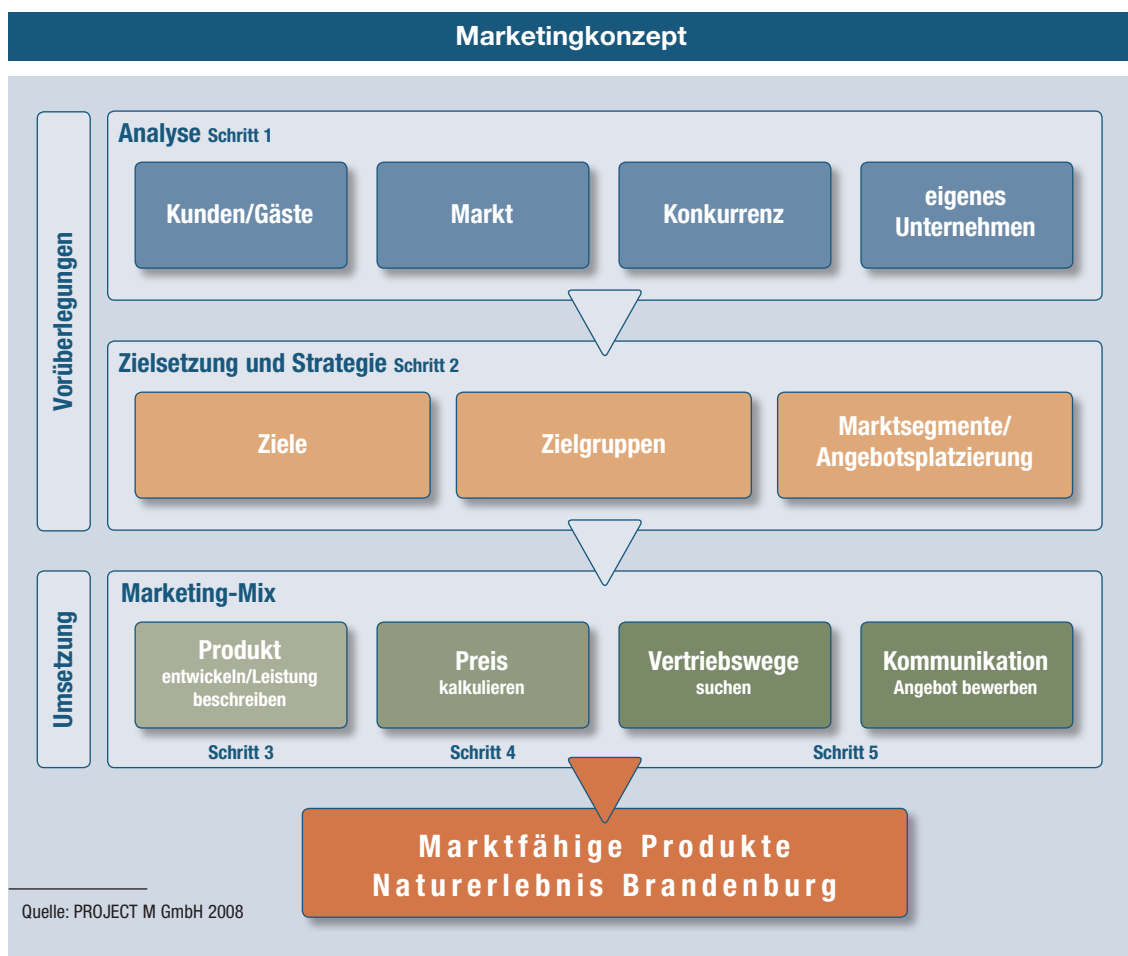 Marketingkonzept
Vorüberlegungen
Analyse Schritt 1
Kunden/Gäste
Markt
Konkurrenz
eigenes
Unternehmen
Zielsetzung und Strategie Schritt 2
Ziele
Zielgruppen
Marktsegmente/
Angebotsplatzierung
Umsetzung
Marketing-Mix
Produkt
entwickeln/Leistung
beschreiben
Preis
kalkulieren
Vertriebswege
suchen
Kommunikation
Angebot bewerben
Schritt 3
Schritt 4
Schritt 5
Marktfähige Produkte
Naturerlebnis Brandenburg
Quelle: PROJECT M GmbH 2008